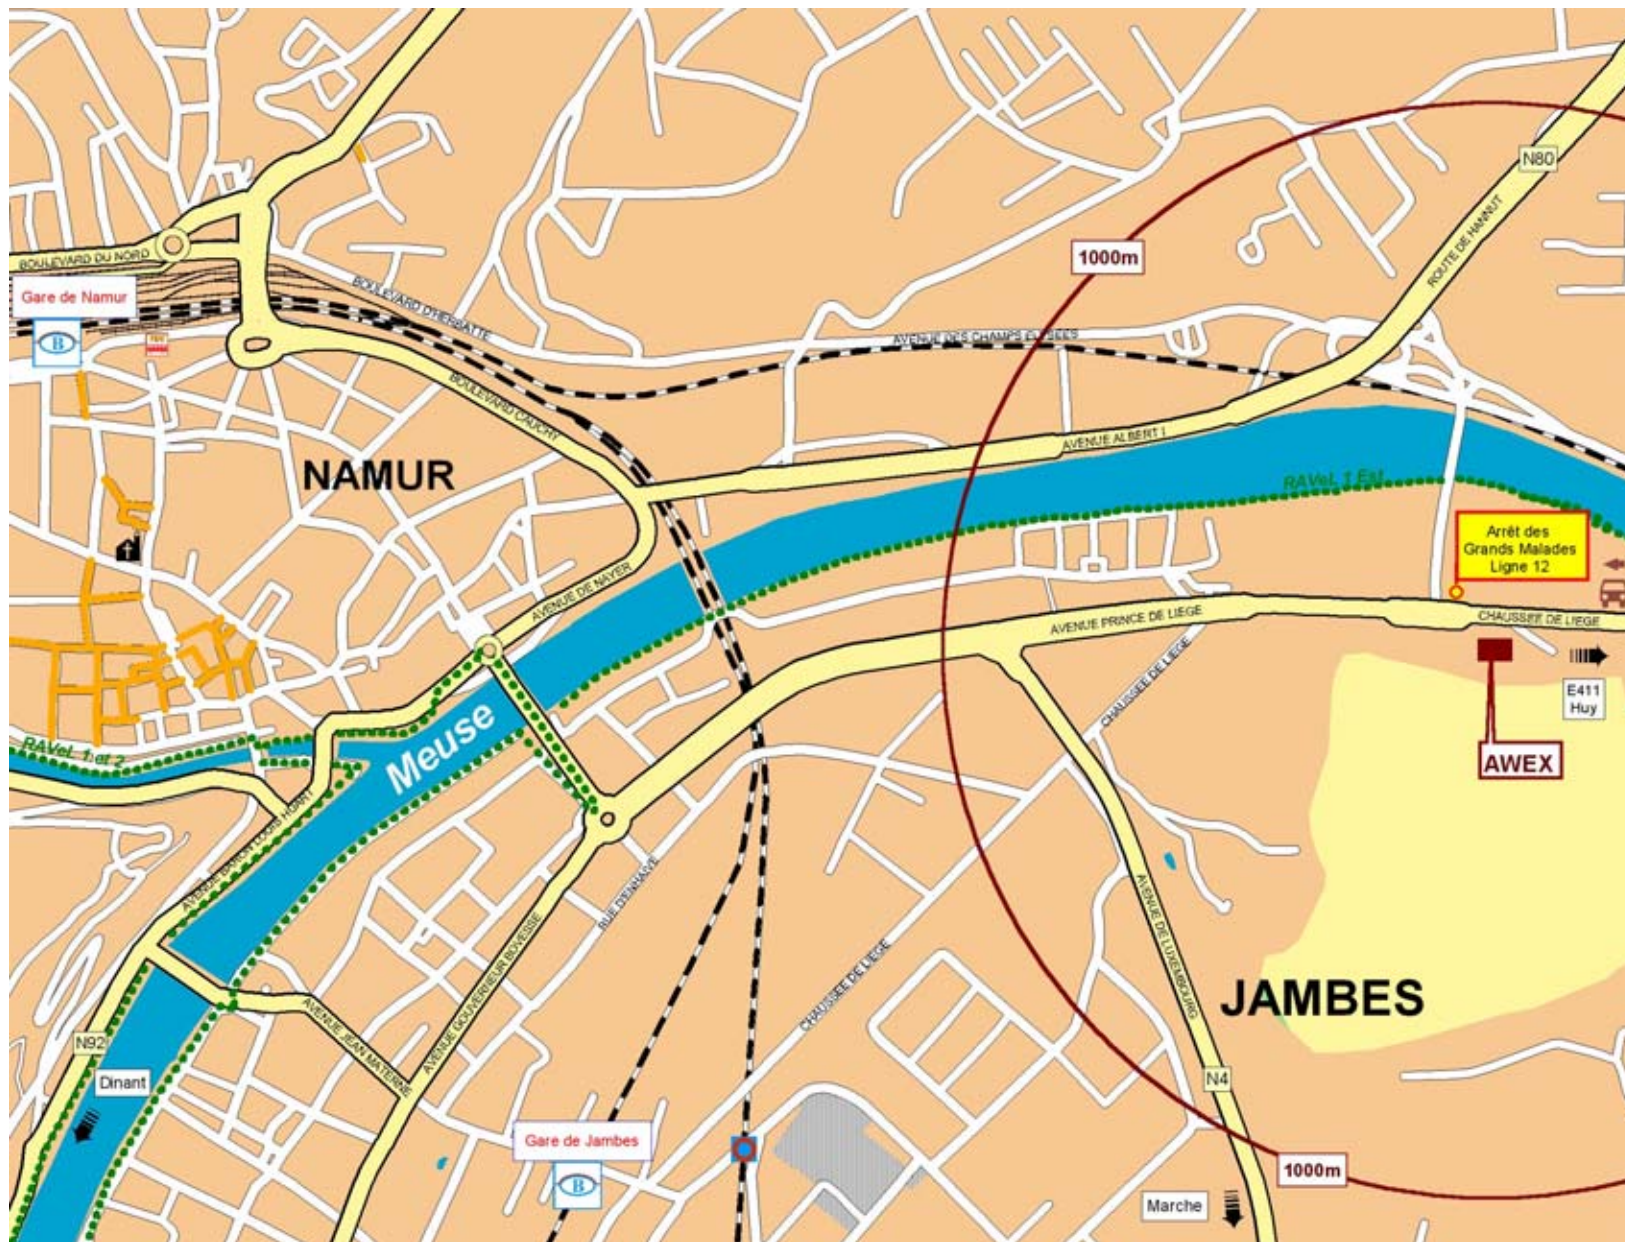 N80
BOULEVARD DU NORD
ROUTE DE HANNUT
1000m
Gare de Namur
B
BOULEVARD D'HERBATTE
AVENUE DES CHAMPS ELYSEES
BOULEVARD CAUCHY
AVENUE ALBERT I
NAMUR
RAVeL 1 Est
Arrêt des
Grands Malades
Ligne 12
AVENUE DE NAYER
AVENUE PRINCE DE LIEGE
CHAUSSEE DE LIEGE
CHAUSSEE DE LIEGE
E411
Huy
Meuse
RAVeL 1 et 2
AWEX
AVENUE BARON LOUIS HUART
RUE D'ENHAIVE
AVENUE DE LUXEMBOURG
AVENUE GOUVERNEUR BOVESSE
CHAUSSEE DE LIEGE
JAMBES
AVENUE JEAN MATERNE
N92
Dinant
N4
Gare de Jambes
B
1000m
Marche